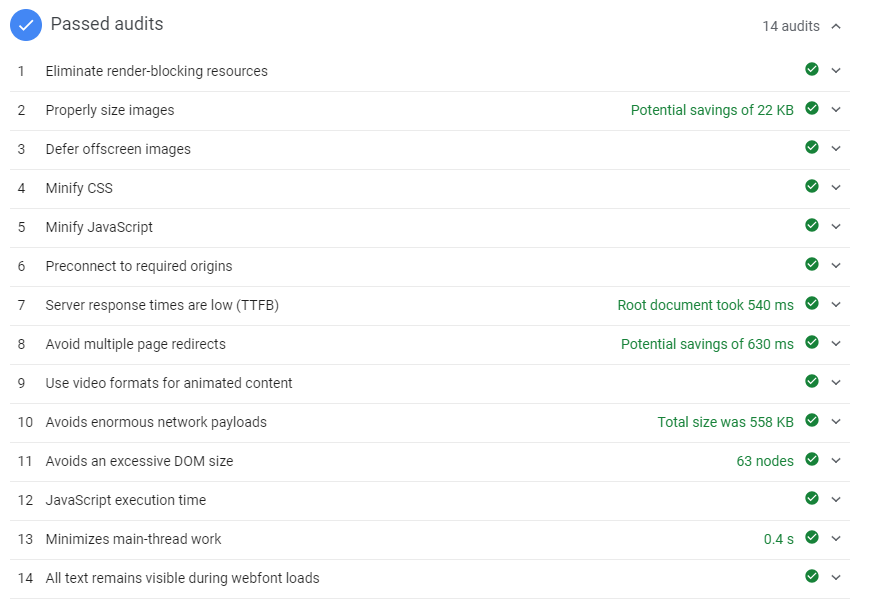 Passed audits 14 audits
1 Eliminate render-blocking resources
2 Properly size images Potential savings of 22 KB
3 Defer offscreen images
4 Minify CSS
5 Minify JavaScript
6 Preconnect to required origins
7 Server response times are low (TTFB) Root document took 540 ms
8 Avoid multiple page redirects Potential savings of 630 ms
9 Use video formats for animated content
10 Avoids enormous network payloads Total size was 558 KB
11 Avoids an excessive DOM size 63 nodes
12 JavaScript execution time
13 Minimizes main-thread work 0.4 s
14 All text remains visible during webfont loads